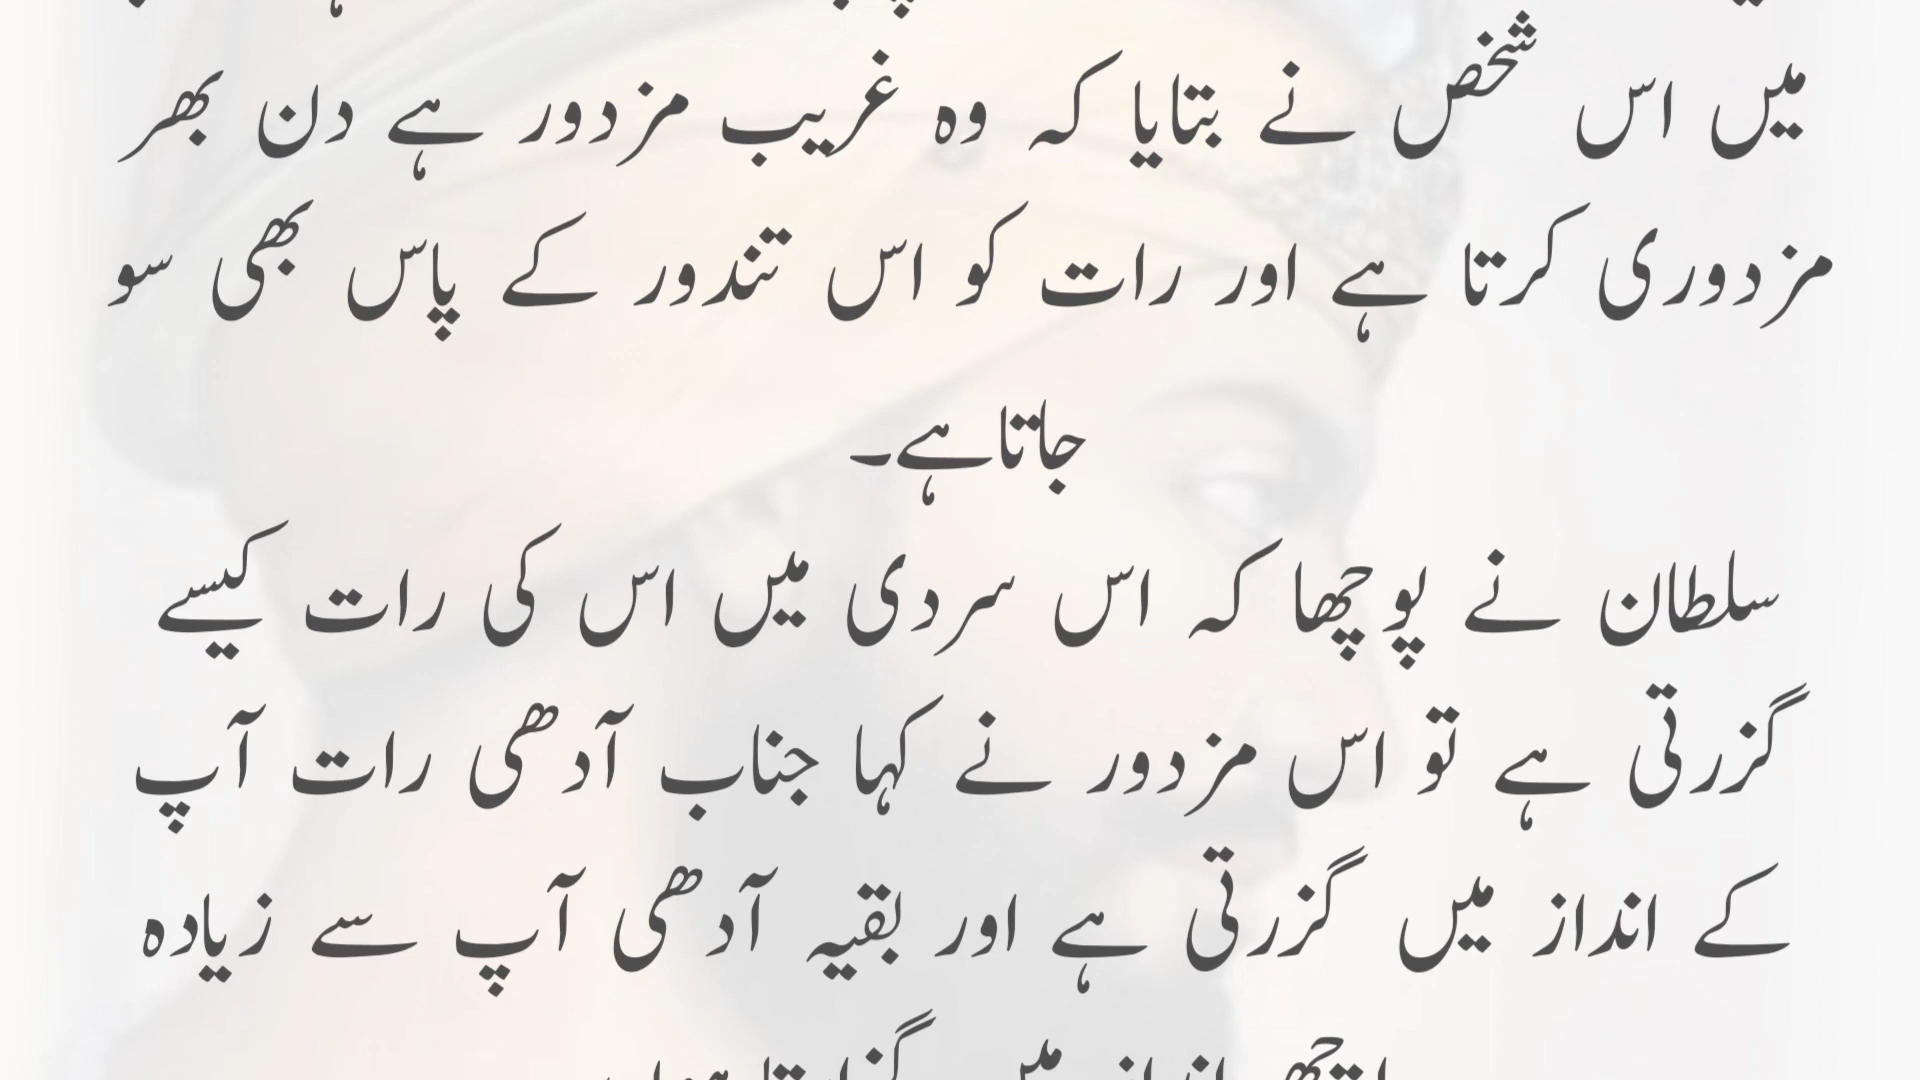 میں اس شخص نے بتایا کہ وہ غریب مزدور ہے دن بھر
مزدوری کرتا ہے اور رات کو اس تندور کے پاس بھی سو
جاتاہے۔
سلطان نے پوچھا کہ اس سردی میں اس کی رات کیسے
گزرتی ہے تو اس مزدور نے کہا جناب آدھی رات آپ
کے انداز میں گزرتی ہے اور بقیہ آدھی آپ سے زیادہ